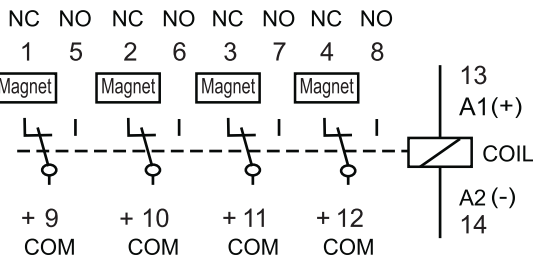 NC NO NC NO NC NO NC NO
1 5 2 6 3 7 4 8
Magnet Magnet Magnet Magnet
13
A1(+)
COIL
A2(-)
14
+ 9 + 10 + 11 + 12
COM COM COM COM